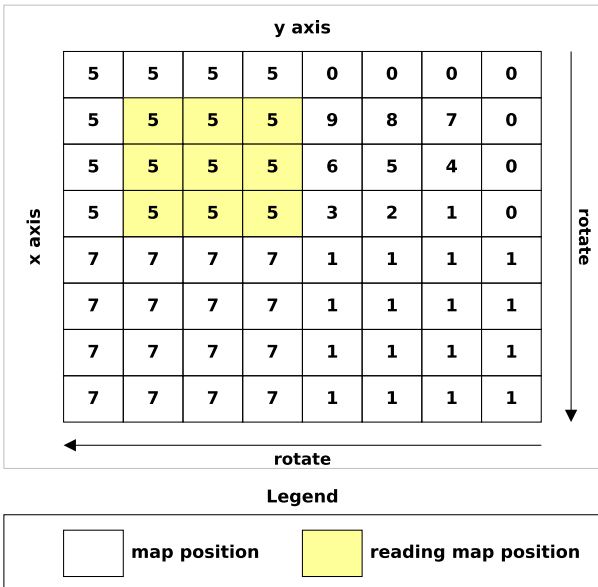 y axis
5 5 5 5 0 0 0 0
5 5 5 5 9 8 7 0
5 5 5 5 6 5 4 0
5 5 5 5 3 2 1 0
7 7 7 7 1 1 1 1
7 7 7 7 1 1 1 1
7 7 7 7 1 1 1 1
7 7 7 7 1 1 1 1
x axis
rotate
rotate
Legend
map position
reading map position